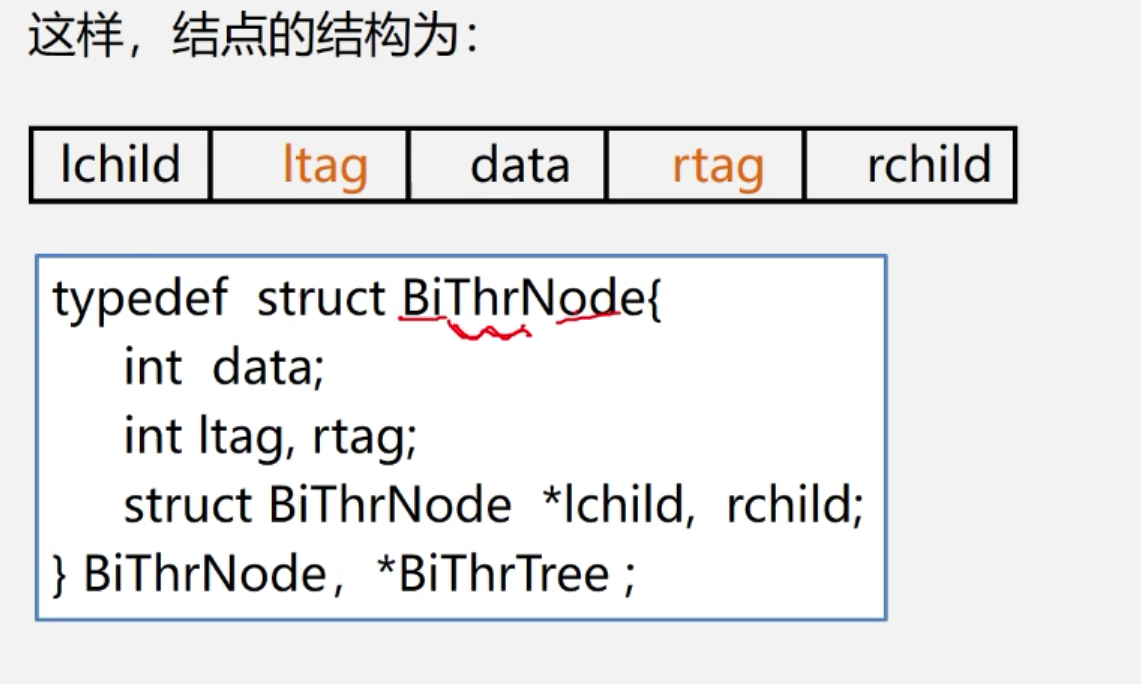 这样，结点的结构为：
lchild ltag data rtag rchild
typedef struct BiThrNode{
int data;
int ltag, rtag;
struct BiThrNode *lchild, rchild;
} BiThrNode，*BiThrTree ;